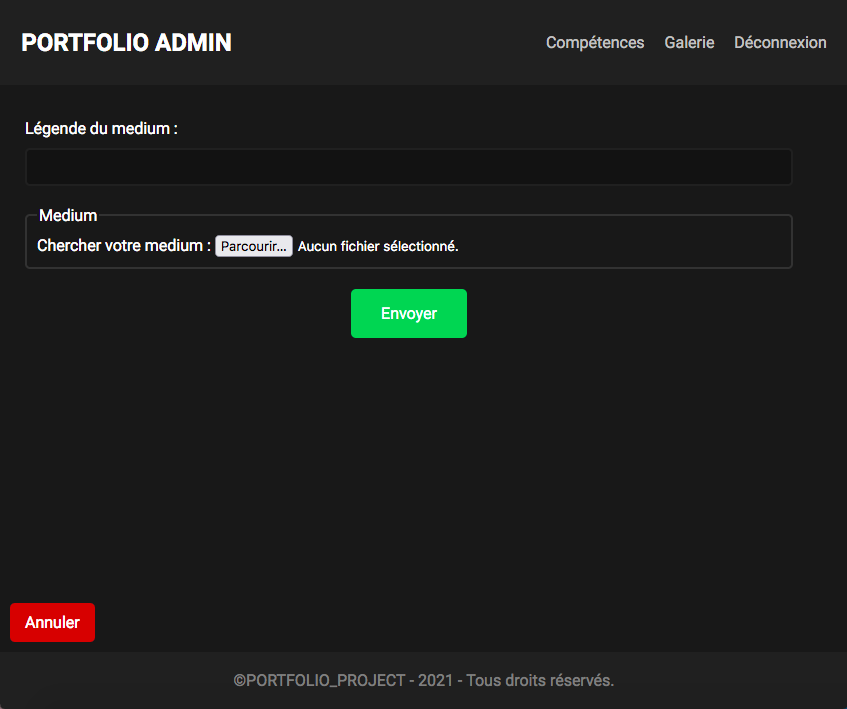 PORTFOLIO ADMIN
Compétences Galerie Déconnexion
Légende du medium :
Medium
Chercher votre medium : Parcourir... Aucun fichier sélectionné.
Envoyer
Annuler
©PORTFOLIO_PROJECT - 2021 - Tous droits réservés.